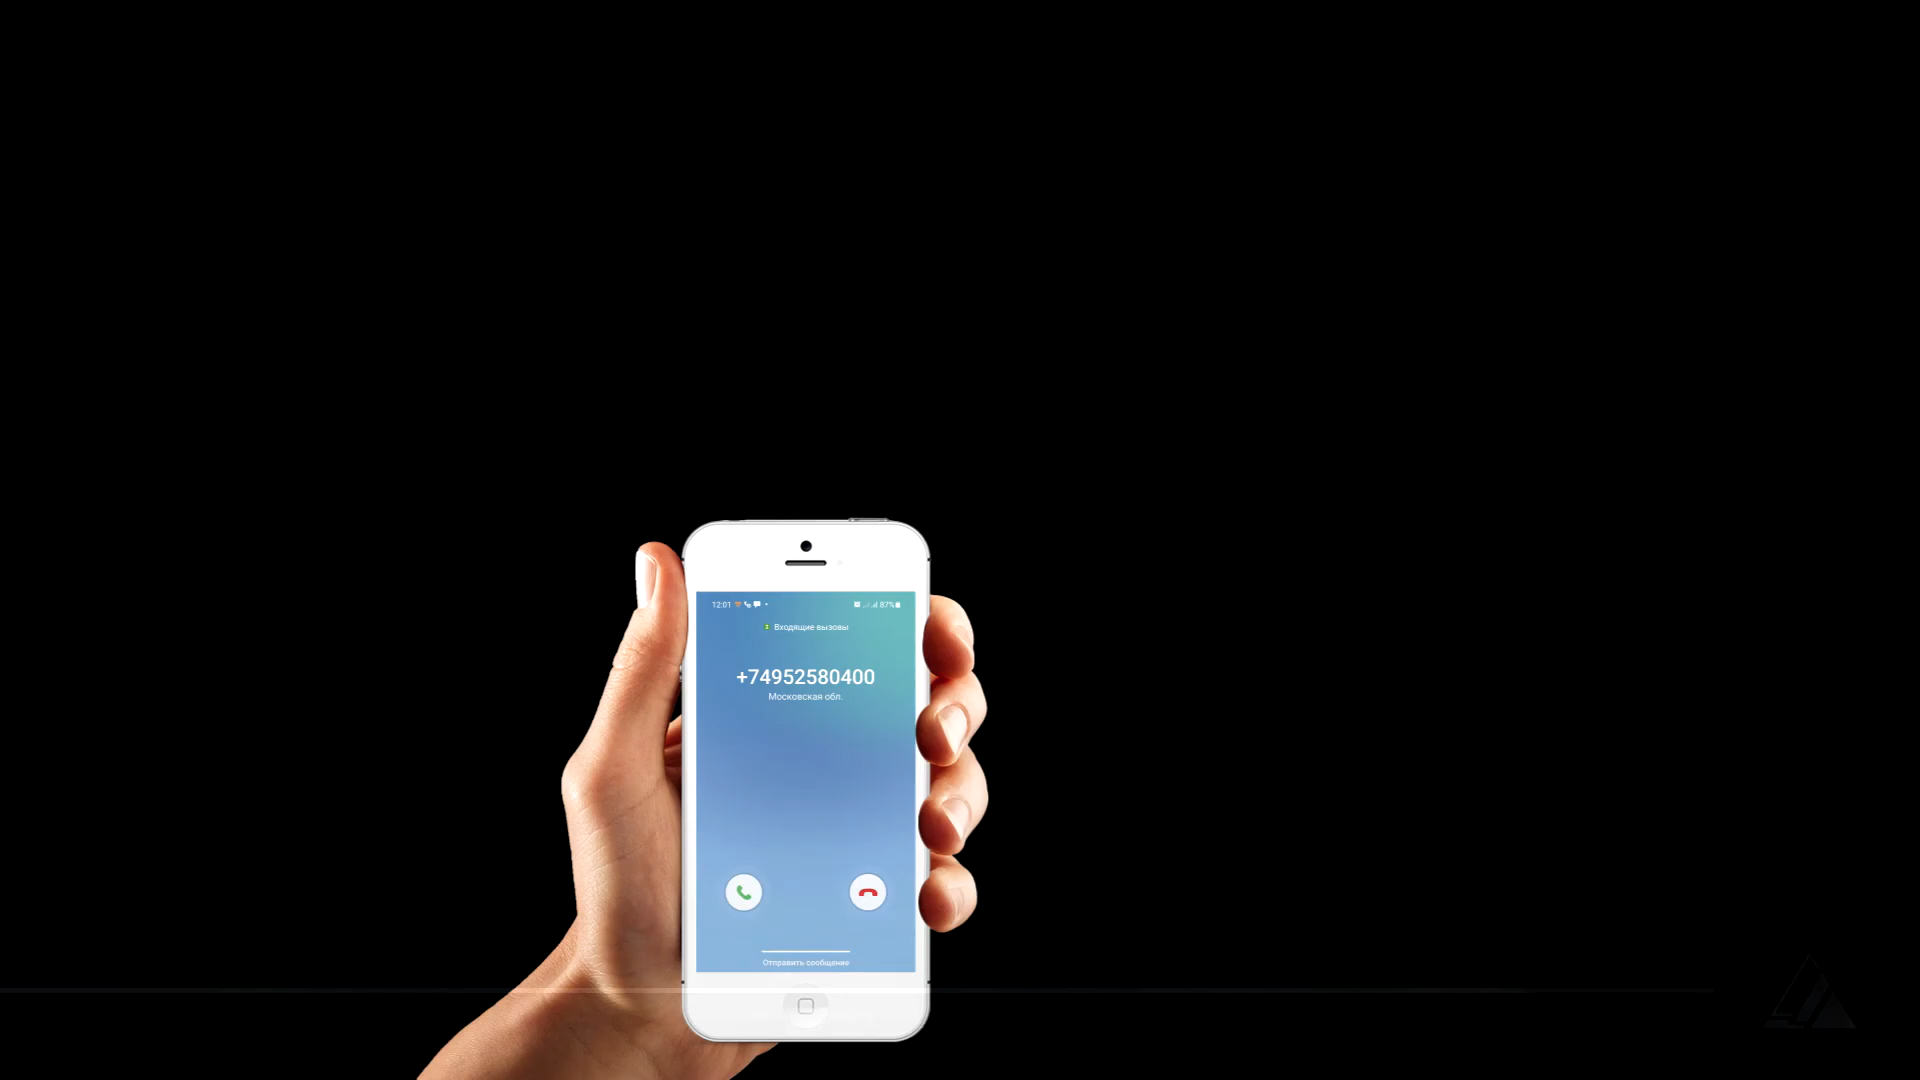 12:01 87%
Входящие вызовы
+74952580400
Московская обл.
Отправить сообщение